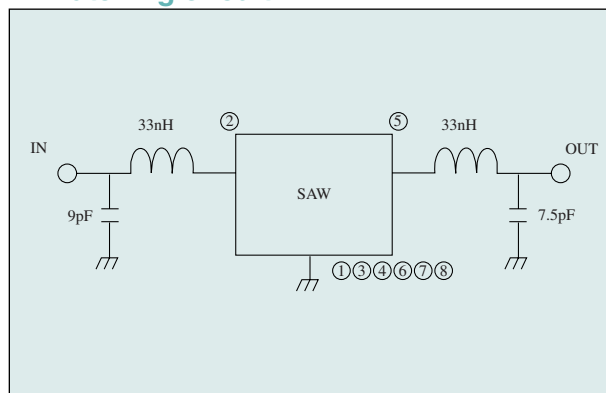 33nH
②
⑤
33nH
IN
OUT
SAW
9pF
7.5pF
①③④⑥⑦⑧